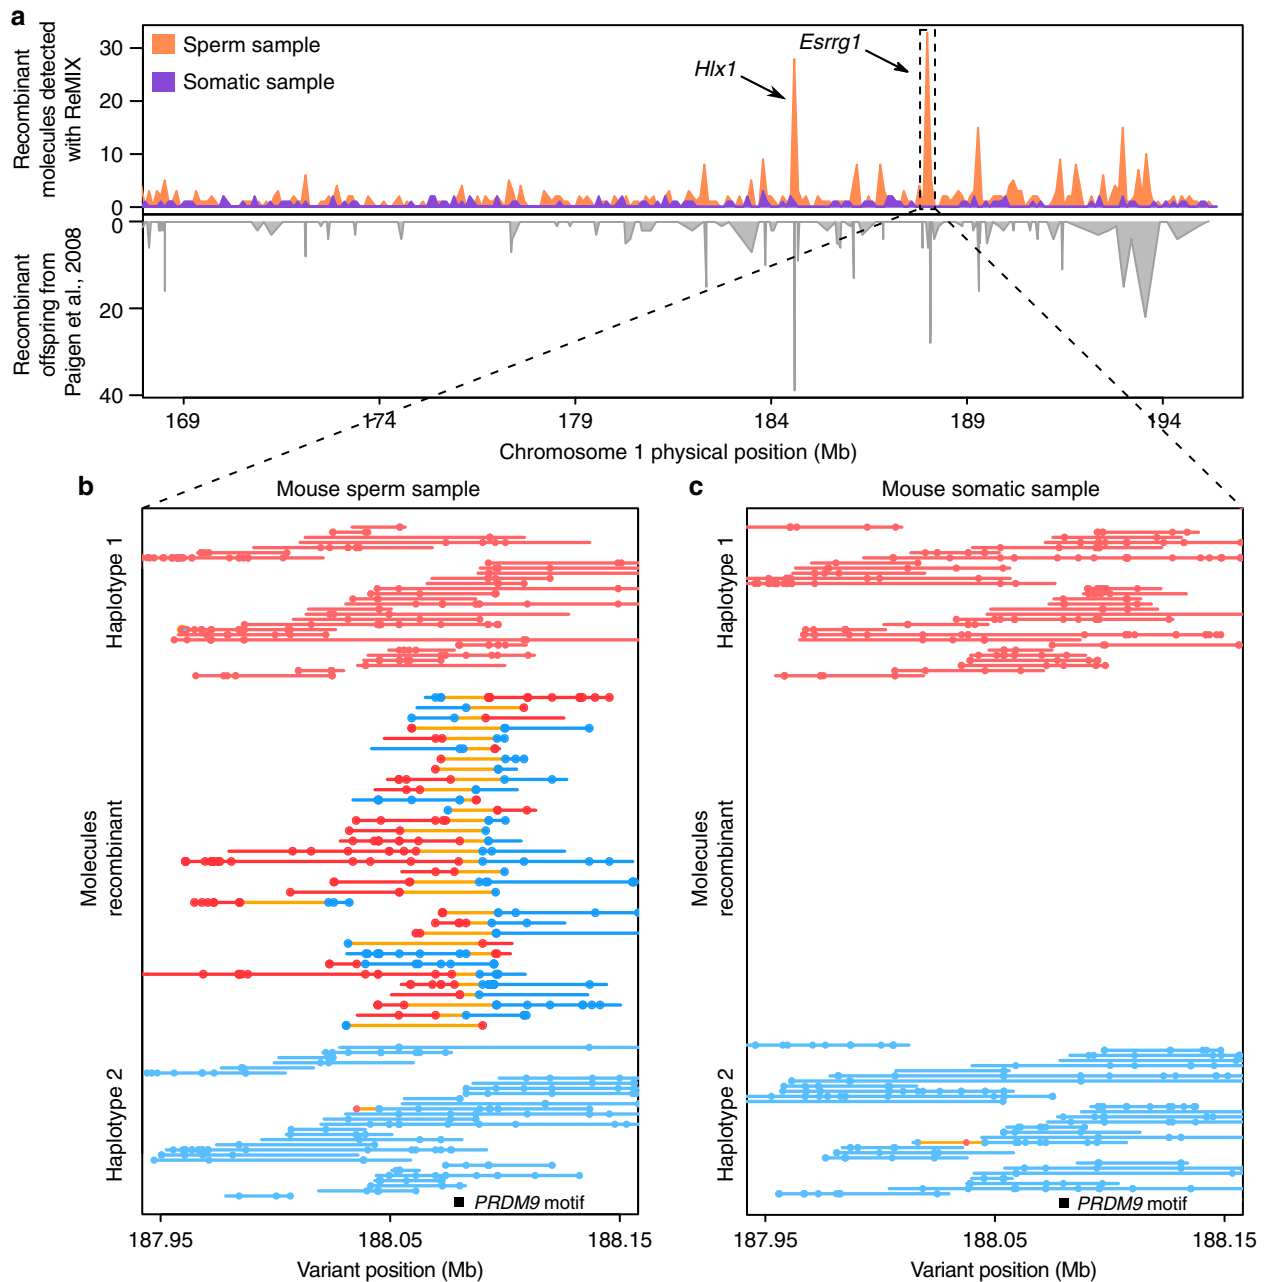 a
Recombinant
molecules detected
with ReMIX
30
20
10
0
Sperm sample
Somatic sample
Hlx1
Esrrg1
Recombinant
offspring from
Paigen et al., 2008
0
20
40
169
174
179
184
189
194
Chromosome 1 physical position (Mb)
b
Mouse sperm sample
Haplotype 1
Molecules
recombinant
Haplotype 2
PRDM9 motif
187.95
188.05
188.15
Variant position (Mb)
c
Mouse somatic sample
Haplotype 1
Molecules
recombinant
Haplotype 2
PRDM9 motif
187.95
188.05
188.15
Variant position (Mb)